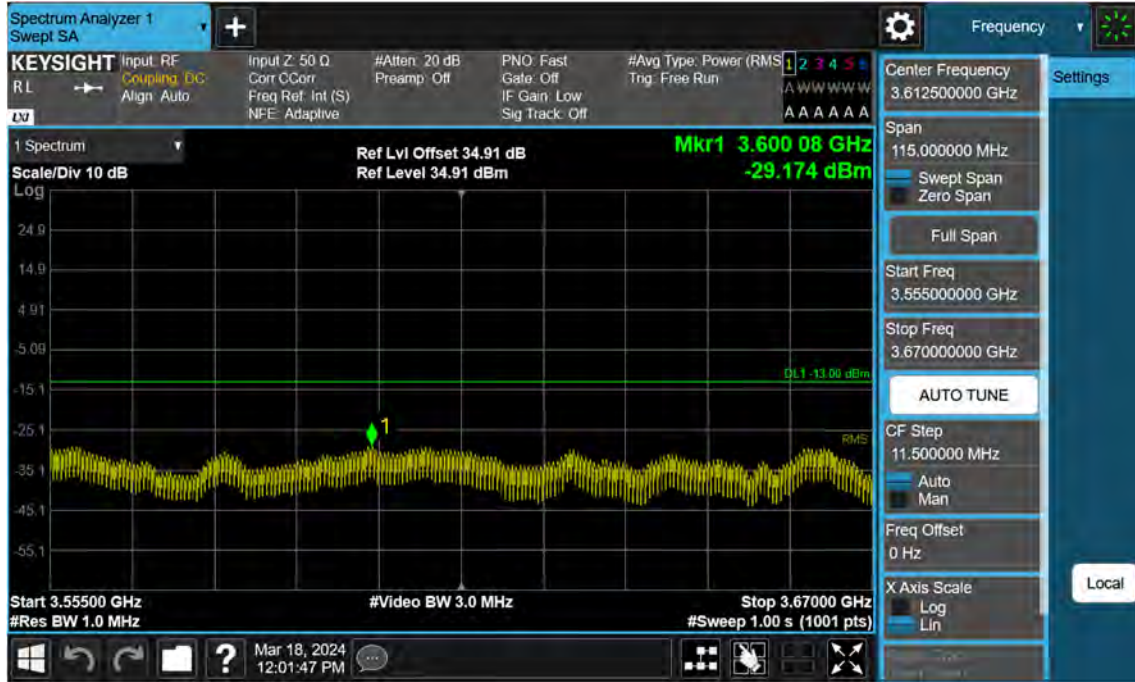 Spectrum Analyzer 1
Swept SA
+
Frequency
KEYSIGHT
RL
LXI
Input: RF
Coupling: DC
Align: Auto
Input Z: 50 Ω
Corr CCorr
Freq Ref: Int (S)
NFE: Adaptive
#Atten: 20 dB
Preamp: Off
PNO: Fast
Gate: Off
IF Gain: Low
Sig Track: Off
#Avg Type: Power (RMS
Trig: Free Run
1 2 3 4 5 6
A W W W W W
A A A A A A
1 Spectrum
Scale/Div 10 dB
Log
Ref Lvl Offset 34.91 dB
Ref Level 34.91 dBm
Mkr1 3.600 08 GHz
-29.174 dBm
24.9
14.9
4.91
-5.09
-15.1
-25.1
-35.1
-45.1
-55.1
DL1 -13.00 dBm
1
RMS
Start 3.55500 GHz
#Res BW 1.0 MHz
#Video BW 3.0 MHz
Stop 3.67000 GHz
#Sweep 1.00 s (1001 pts)
?
Mar 18, 2024
12:01:47 PM
Center Frequency
3.612500000 GHz
Settings
Span
115.000000 MHz
Swept Span
Zero Span
Full Span
Start Freq
3.555000000 GHz
Stop Freq
3.670000000 GHz
AUTO TUNE
CF Step
11.500000 MHz
Auto
Man
Freq Offset
0 Hz
X Axis Scale
Log
Lin
Local